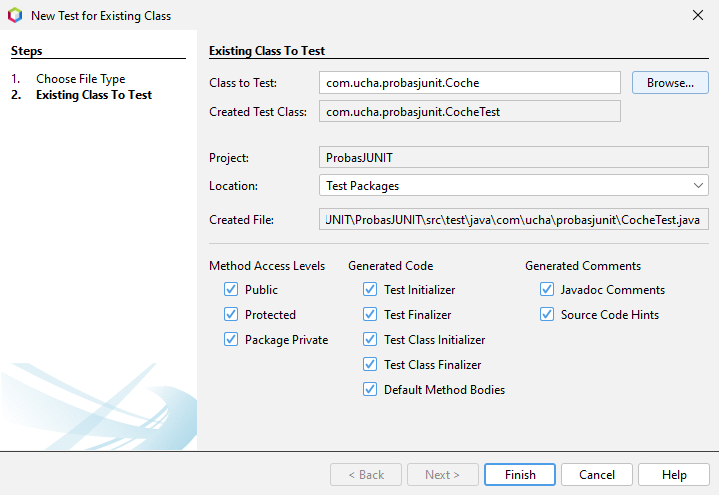 New Test for Existing Class
Steps
1. Choose File Type
2. Existing Class To Test
Existing Class To Test
Class to Test: com.ucha.probasjunit.Coche Browse...
Created Test Class: com.ucha.probasjunit.CocheTest
Project: ProbasJUNIT
Location: Test Packages
Created File: JNIT\ProbasJUNIT\src\test\java\com\ucha\probasjunit\CocheTest.java
Method Access Levels Generated Code Generated Comments
Public Test Initializer Javadoc Comments
Protected Test Finalizer Source Code Hints
Package Private Test Class Initializer
Test Class Finalizer
Default Method Bodies
< Back Next > Finish Cancel Help